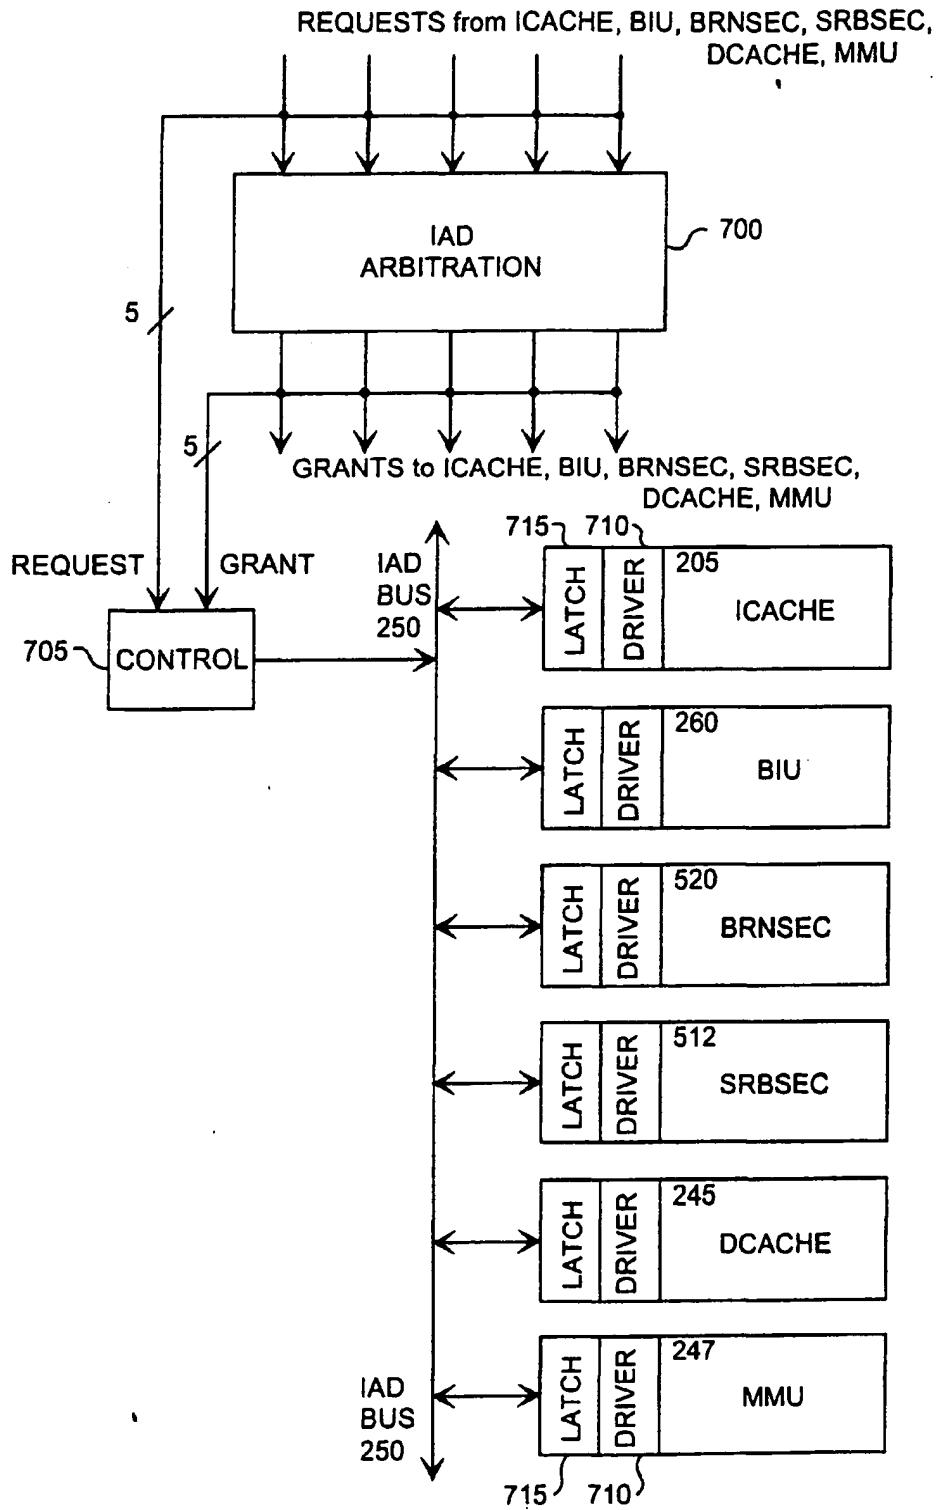 REQUESTS from ICACHE, BIU, BRNSEC, SRBSEC,
DCACHE, MMU
IAD
ARBITRATION
700
5
5
GRANTS to ICACHE, BIU, BRNSEC, SRBSEC,
DCACHE, MMU
REQUEST
GRANT
705
CONTROL
IAD
BUS
250
715
710
LATCH
DRIVER
205
ICACHE
LATCH
DRIVER
260
BIU
LATCH
DRIVER
520
BRNSEC
LATCH
DRIVER
512
SRBSEC
LATCH
DRIVER
245
DCACHE
IAD
BUS
250
LATCH
DRIVER
247
MMU
715
710